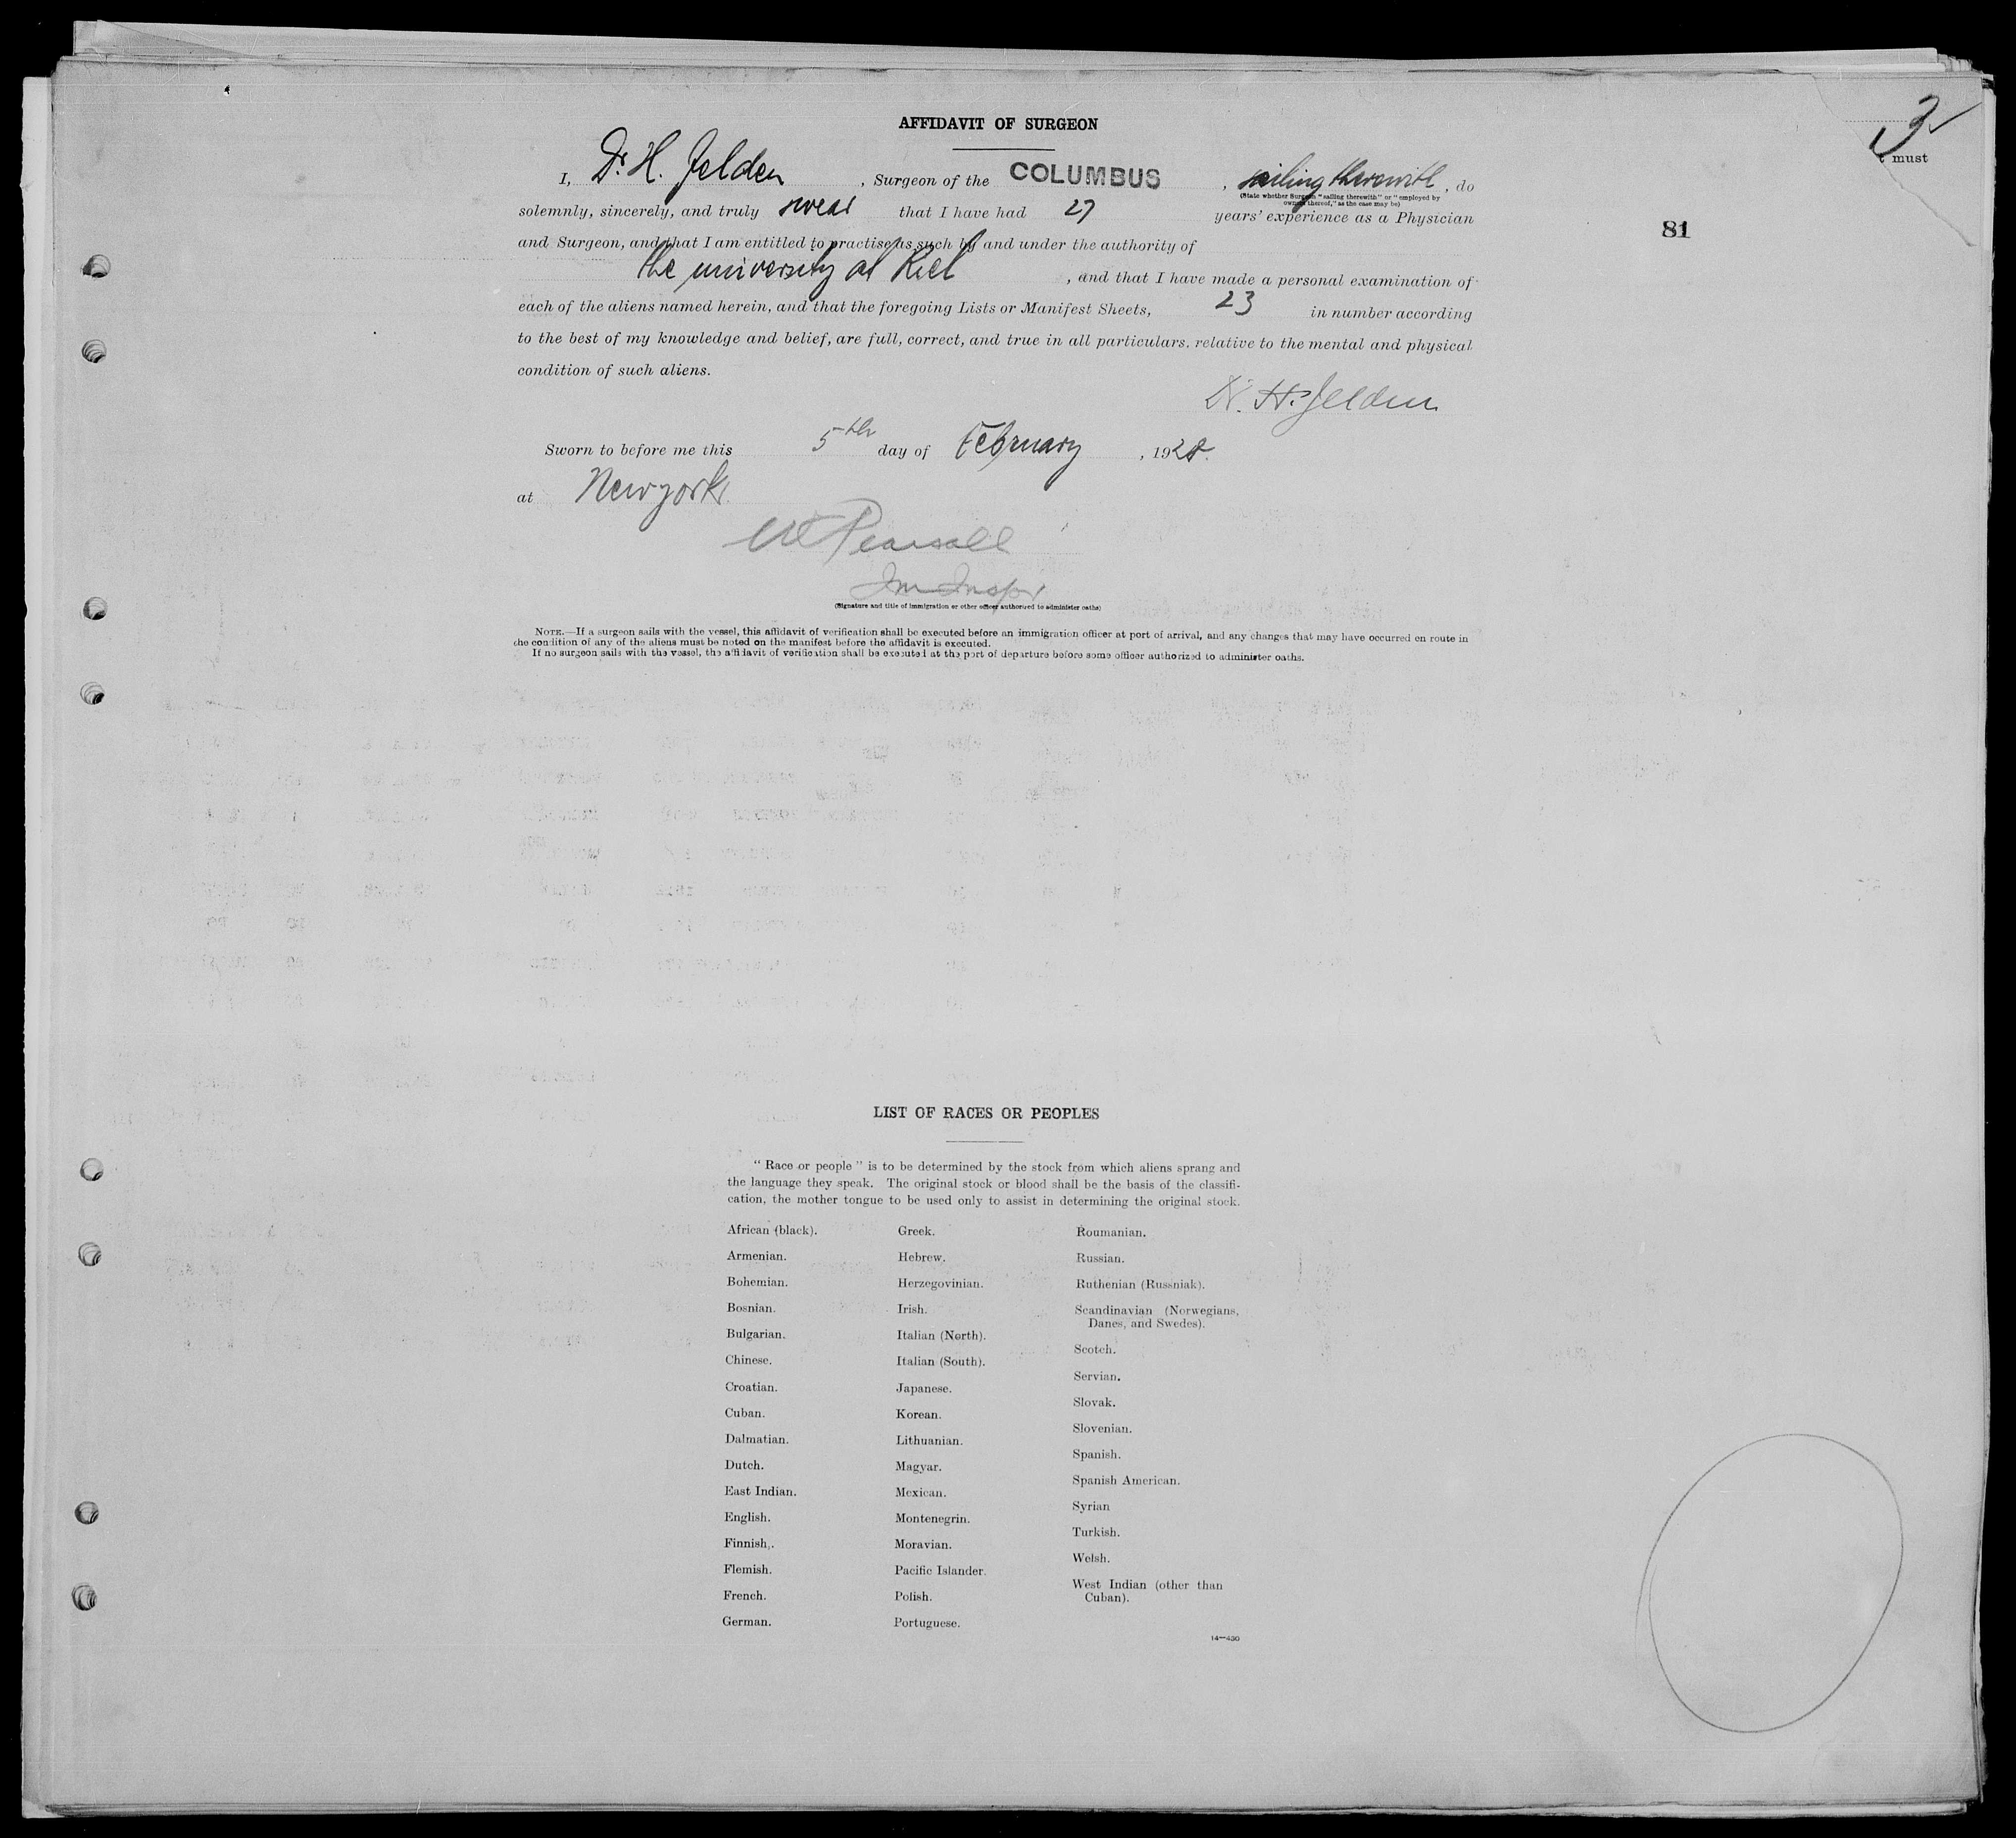 3
must
81
AFFIDAVIT OF SURGEON
I, Dr. H. Jelden, Surgeon of the COLUMBUS, sailing therewith, do
(State whether Surgeon "sailing therewith" or "employed by
owners thereof," as the case may be)
solemnly, sincerely, and truly swear that I have had 27 years' experience as a Physician
and Surgeon, and that I am entitled to practise as such by and under the authority of
the university at Kiel, and that I have made a personal examination of
each of the aliens named herein, and that the foregoing Lists or Manifest Sheets, 23 in number according
to the best of my knowledge and belief, are full, correct, and true in all particulars, relative to the mental and physical
condition of such aliens.
Dr. H. Jelden
Sworn to before me this 5th day of February, 1928.
at New york.
Pearsall
Im Inspr
(Signature and title of immigration or other officer authorized to administer oaths)
NOTE.—If a surgeon sails with the vessel, this affidavit of verification shall be executed before an immigration officer at port of arrival, and any changes that may have occurred en route in
the condition of any of the aliens must be noted on the manifest before the affidavit is executed.
If no surgeon sails with the vessel, the affidavit of verification shall be executed at the port of departure before some officer authorized to administer oaths.
LIST OF RACES OR PEOPLES
" Race or people " is to be determined by the stock from which aliens sprang and
the language they speak. The original stock or blood shall be the basis of the classifi-
cation, the mother tongue to be used only to assist in determining the original stock.
African (black).
Armenian.
Bohemian.
Bosnian.
Bulgarian.
Chinese.
Croatian.
Cuban.
Dalmatian.
Dutch.
East Indian.
English.
Finnish.
Flemish.
French.
German.
Greek.
Hebrew.
Herzegovinian.
Irish.
Italian (North).
Italian (South).
Japanese.
Korean.
Lithuanian.
Magyar.
Mexican.
Montenegrin.
Moravian.
Pacific Islander.
Polish.
Portuguese.
Roumanian.
Russian.
Ruthenian (Russniak).
Scandinavian (Norwegians,
Danes, and Swedes).
Scotch.
Servian.
Slovak.
Slovenian.
Spanish.
Spanish American.
Syrian
Turkish.
Welsh.
West Indian (other than
Cuban).
14—430